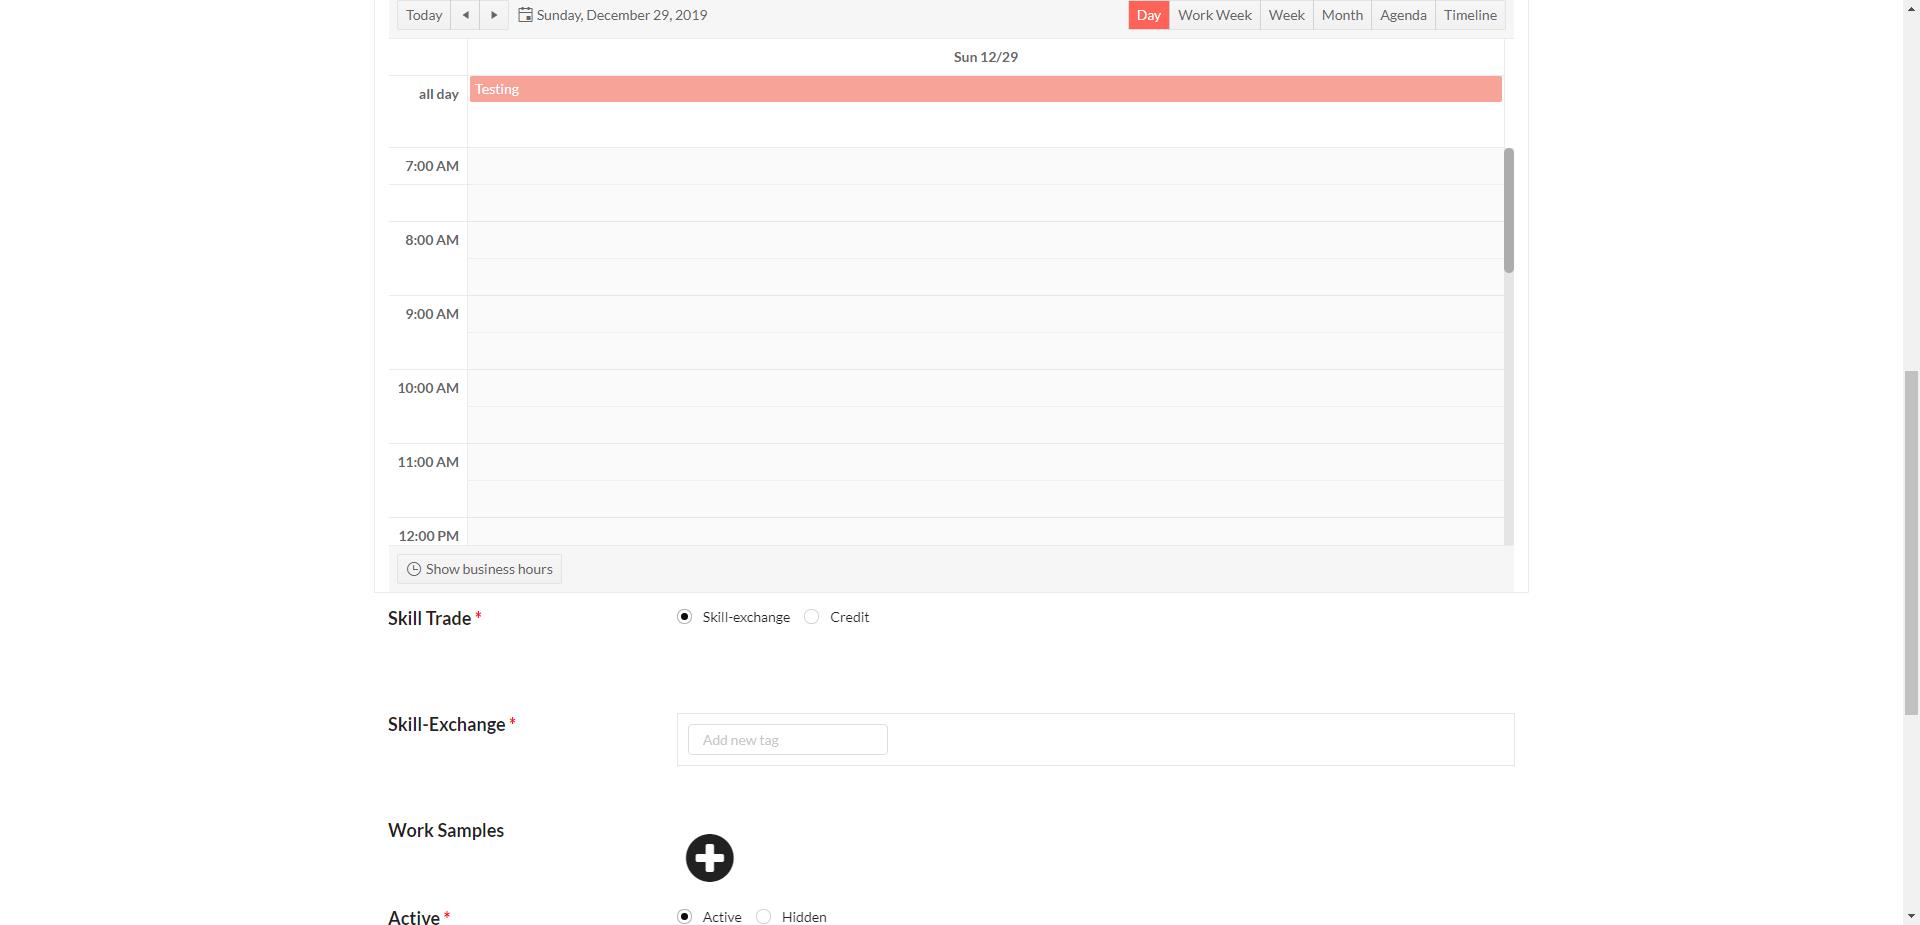 Today Sunday, December 29, 2019 Day Work Week Week Month Agenda Timeline
Sun 12/29
all day Testing
7:00 AM
8:00 AM
9:00 AM
10:00 AM
11:00 AM
12:00 PM
Show business hours
Skill Trade * Skill-exchange Credit
Skill-Exchange * Add new tag
Work Samples
Active * Active Hidden